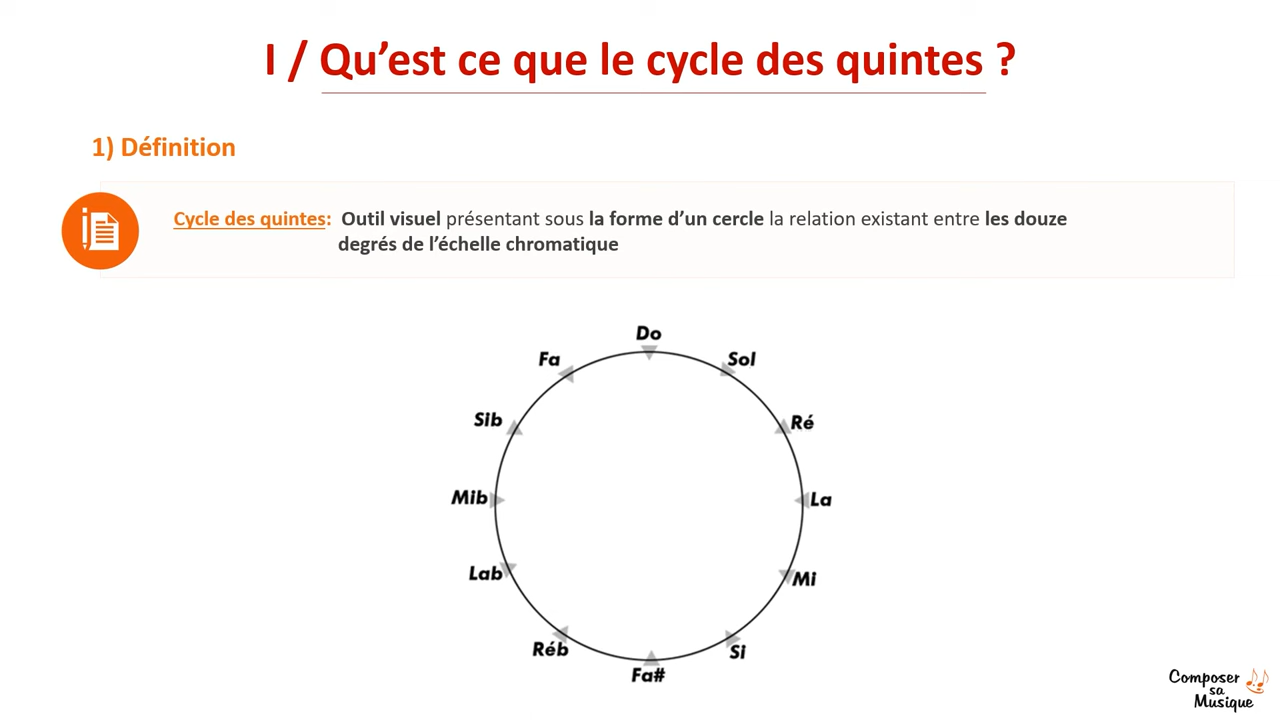 I / Qu’est ce que le cycle des quintes ?
1) Définition
Cycle des quintes: Outil visuel présentant sous la forme d’un cercle la relation existant entre les douze
degrés de l’échelle chromatique
Do
Fa
Sol
Sib
Ré
Mib
La
Lab
Mi
Réb
Si
Fa#
Composer
sa
Musique